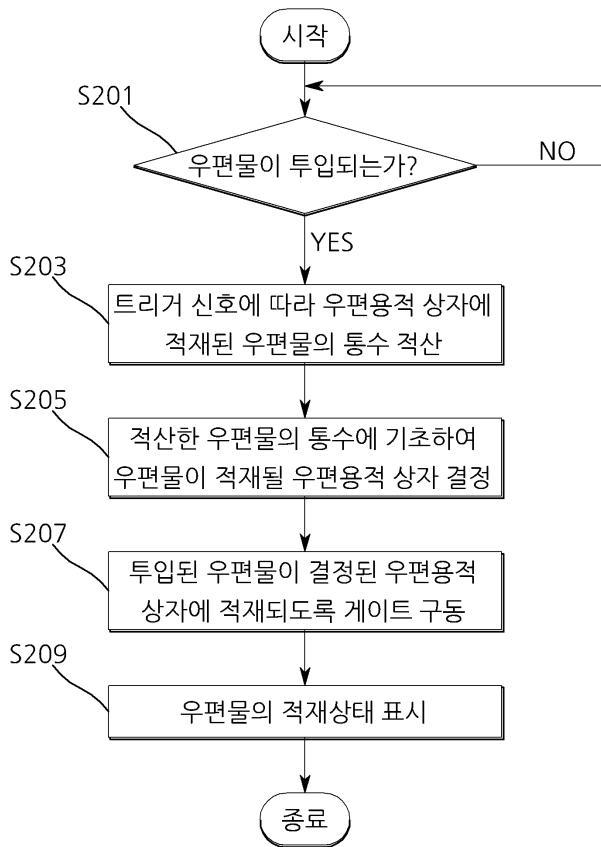 시작
S201
우편물이 투입되는가?
NO
YES
S203
트리거 신호에 따라 우편용적 상자에
적재된 우편물의 통수 적산
S205
적산한 우편물의 통수에 기초하여
우편물이 적재될 우편용적 상자 결정
S207
투입된 우편물이 결정된 우편용적
상자에 적재되도록 게이트 구동
S209
우편물의 적재상태 표시
종료